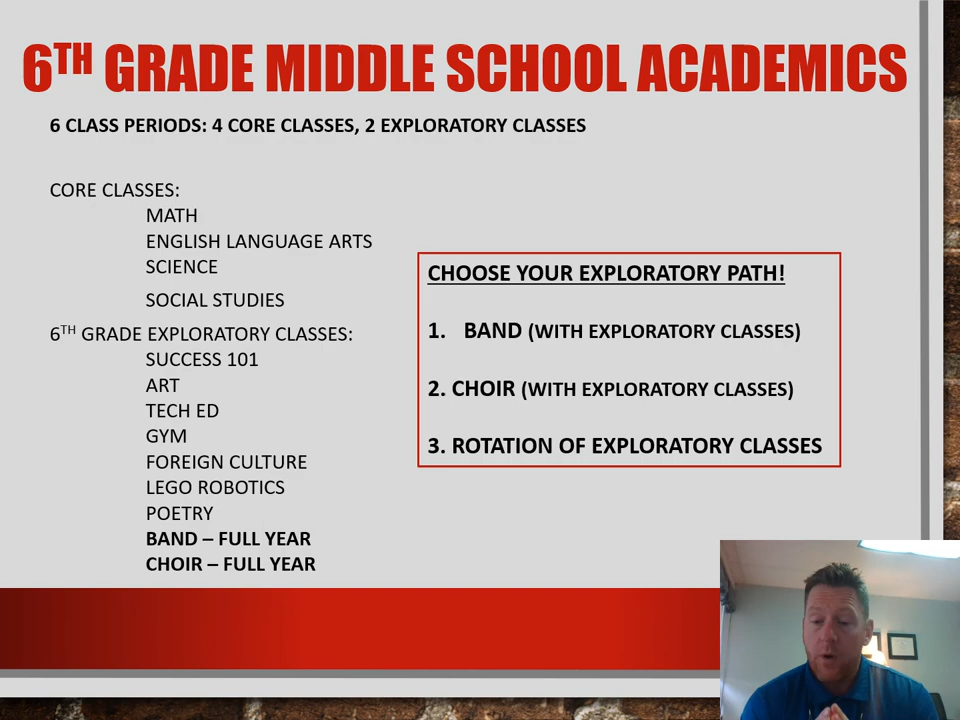 6TH GRADE MIDDLE SCHOOL ACADEMICS
6 CLASS PERIODS: 4 CORE CLASSES, 2 EXPLORATORY CLASSES
CORE CLASSES:
MATH
ENGLISH LANGUAGE ARTS
SCIENCE
SOCIAL STUDIES
6TH GRADE EXPLORATORY CLASSES:
SUCCESS 101
ART
TECH ED
GYM
FOREIGN CULTURE
LEGO ROBOTICS
POETRY
BAND – FULL YEAR
CHOIR – FULL YEAR
CHOOSE YOUR EXPLORATORY PATH!
1. BAND (WITH EXPLORATORY CLASSES)
2. CHOIR (WITH EXPLORATORY CLASSES)
3. ROTATION OF EXPLORATORY CLASSES